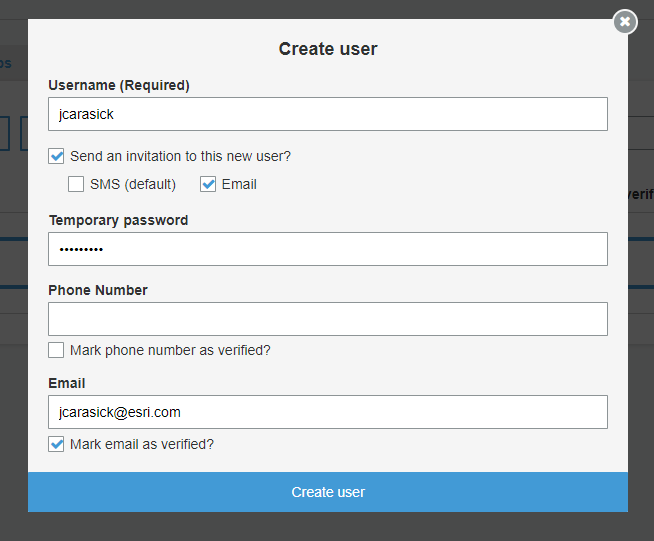 Create user
Username (Required)
jcarasick
Send an invitation to this new user?
SMS (default) Email
Temporary password
•••••••••
Phone Number
Mark phone number as verified?
Email
jcarasick@esri.com
Mark email as verified?
Create user